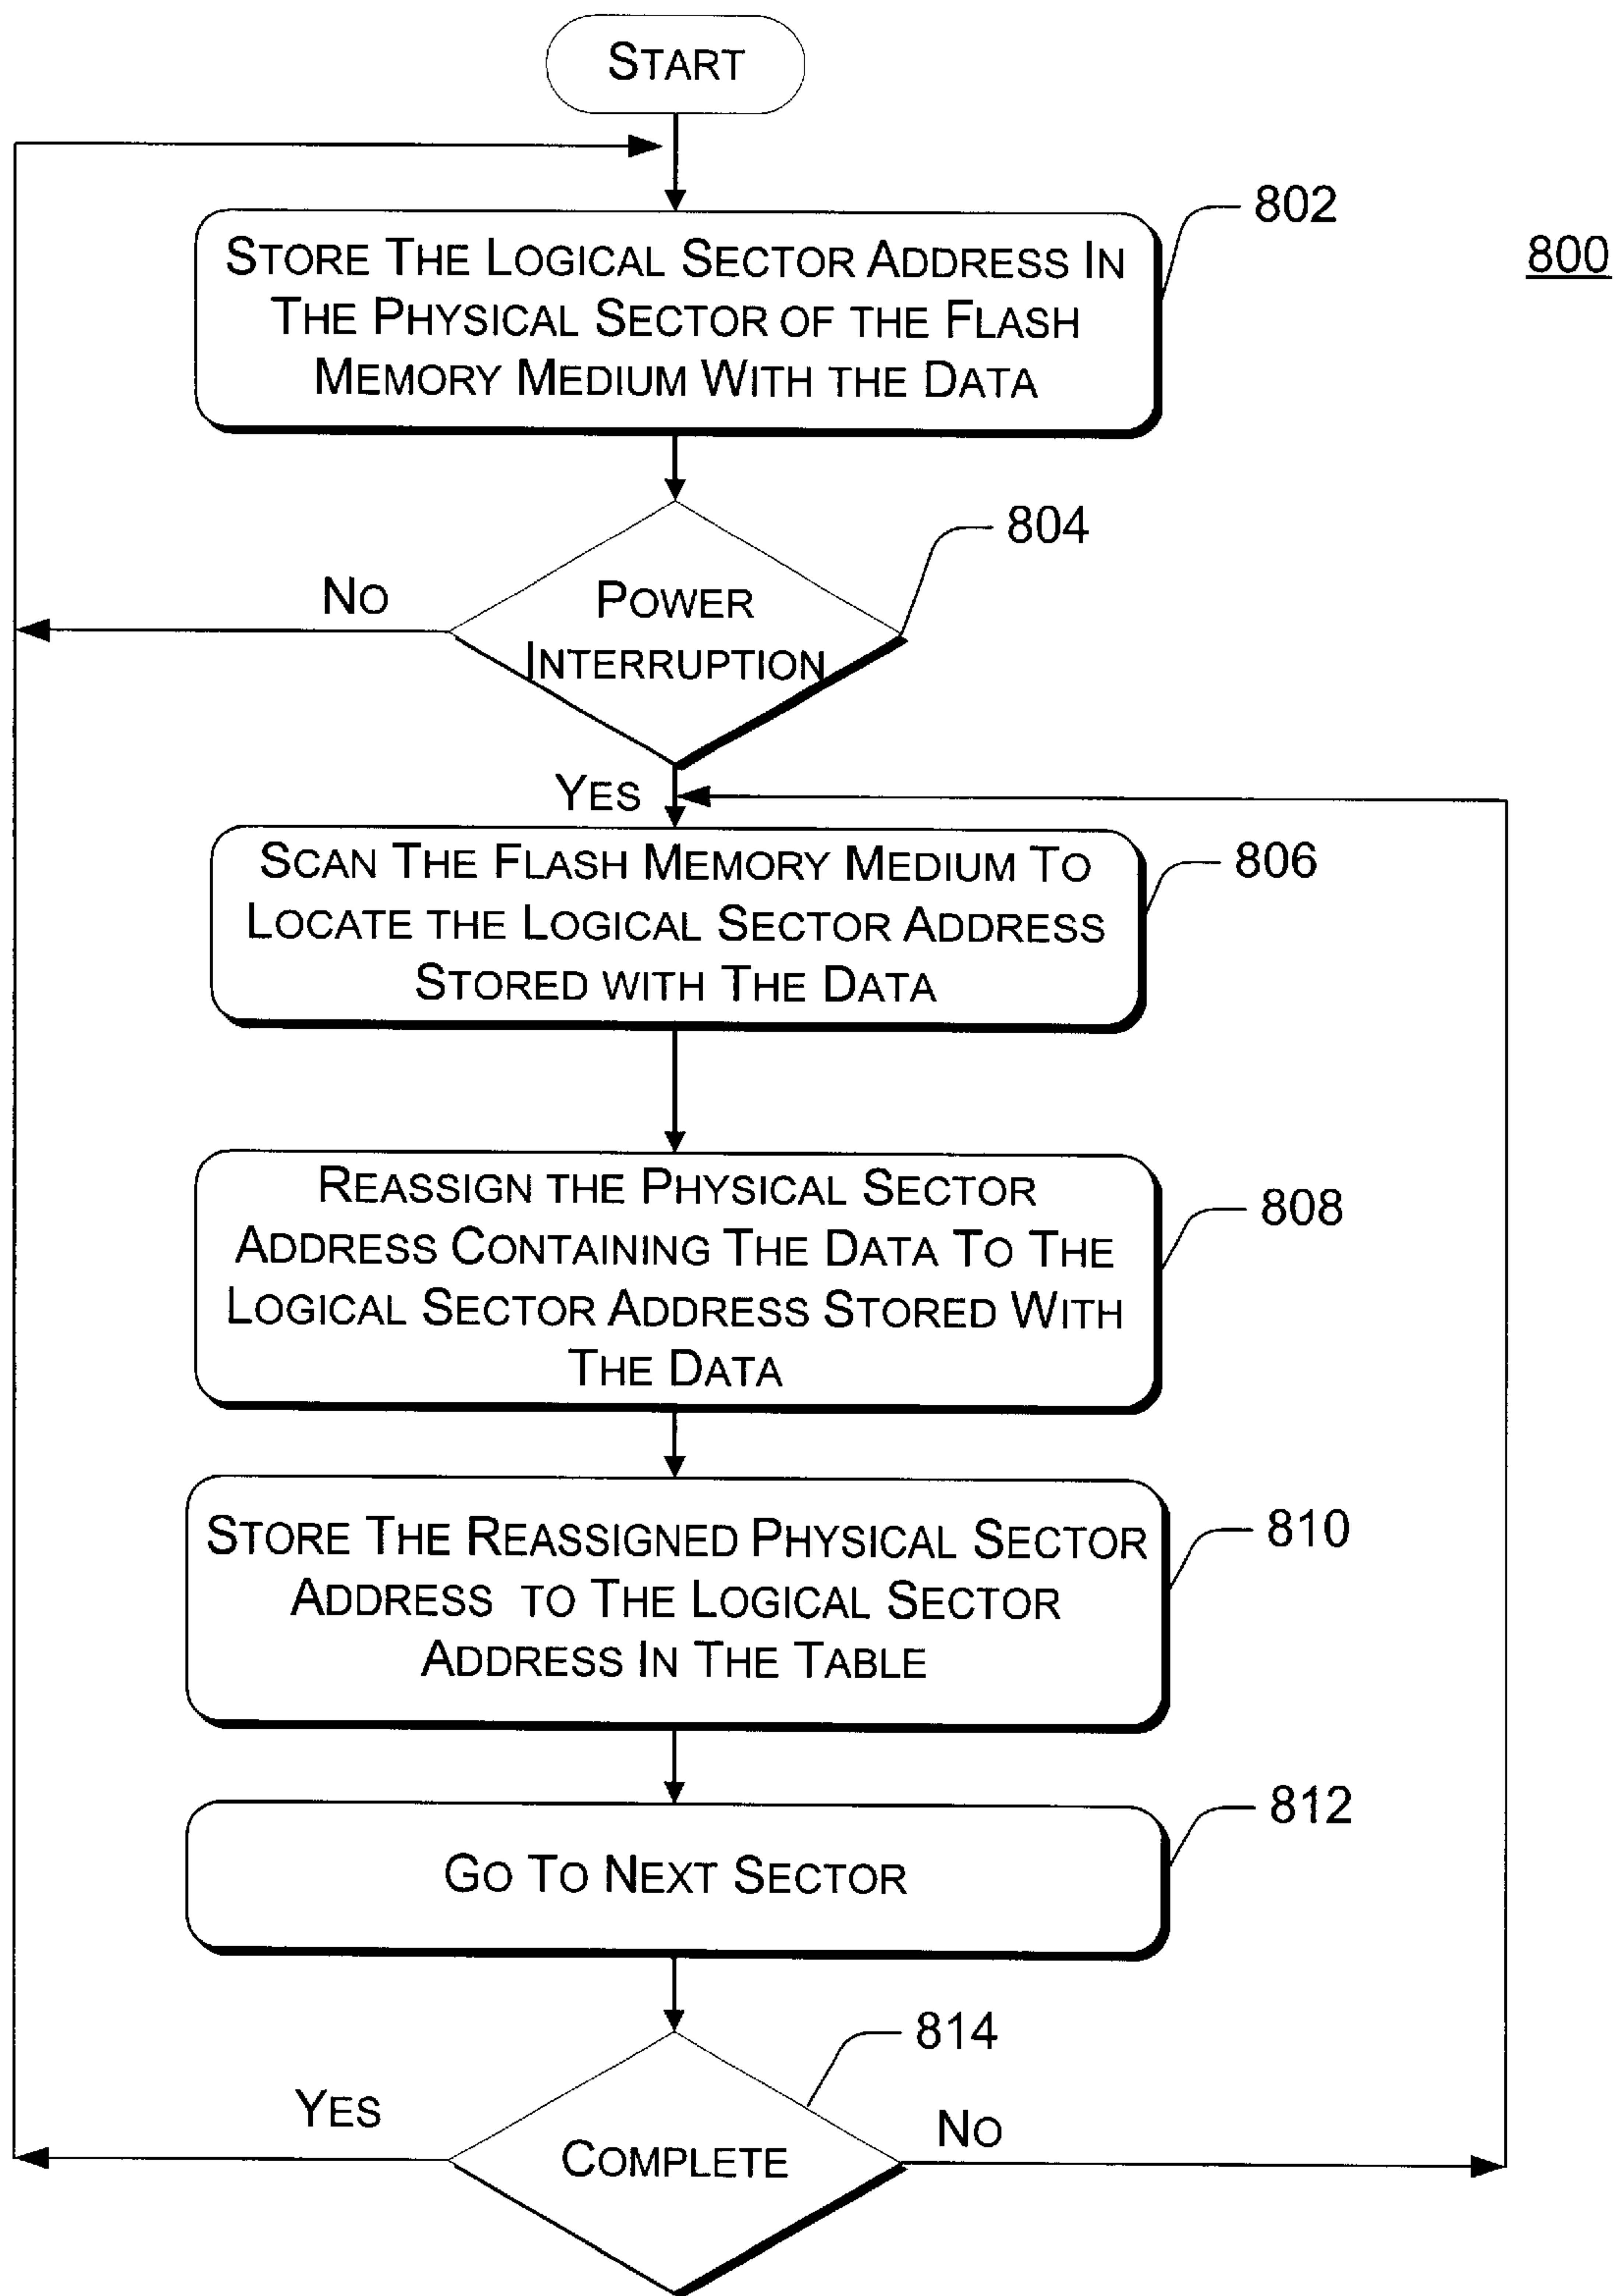 START
802
800
STORE THE LOGICAL SECTOR ADDRESS IN
THE PHYSICAL SECTOR OF THE FLASH
MEMORY MEDIUM WITH THE DATA
804
NO
POWER
INTERRUPTION
YES
806
SCAN THE FLASH MEMORY MEDIUM TO
LOCATE THE LOGICAL SECTOR ADDRESS
STORED WITH THE DATA
808
REASSIGN THE PHYSICAL SECTOR
ADDRESS CONTAINING THE DATA TO THE
LOGICAL SECTOR ADDRESS STORED WITH
THE DATA
810
STORE THE REASSIGNED PHYSICAL SECTOR
ADDRESS TO THE LOGICAL SECTOR
ADDRESS IN THE TABLE
812
GO TO NEXT SECTOR
814
YES
NO
COMPLETE